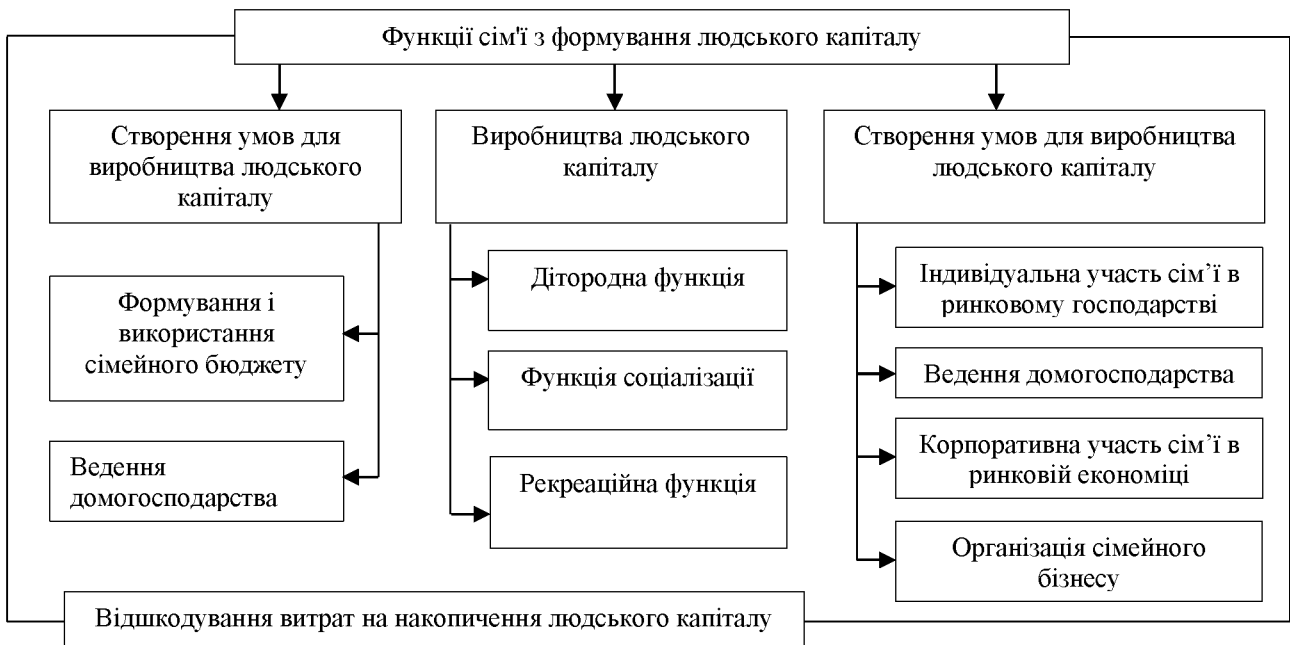 Функції сім'ї з формування людського капіталу
Створення умов для
виробництва людського
капіталу
Формування і
використання
сімейного бюджету
Ведення
домогосподарства
Виробництва людського
капіталу
Дітородна функція
Функція соціалізації
Рекреаційна функція
Створення умов для виробництва
людського капіталу
Індивідуальна участь сім’ї в
ринковому господарстві
Ведення домогосподарства
Корпоративна участь сім’ї в
ринковій економіці
Організація сімейного
бізнесу
Відшкодування витрат на накопичення людського капіталу